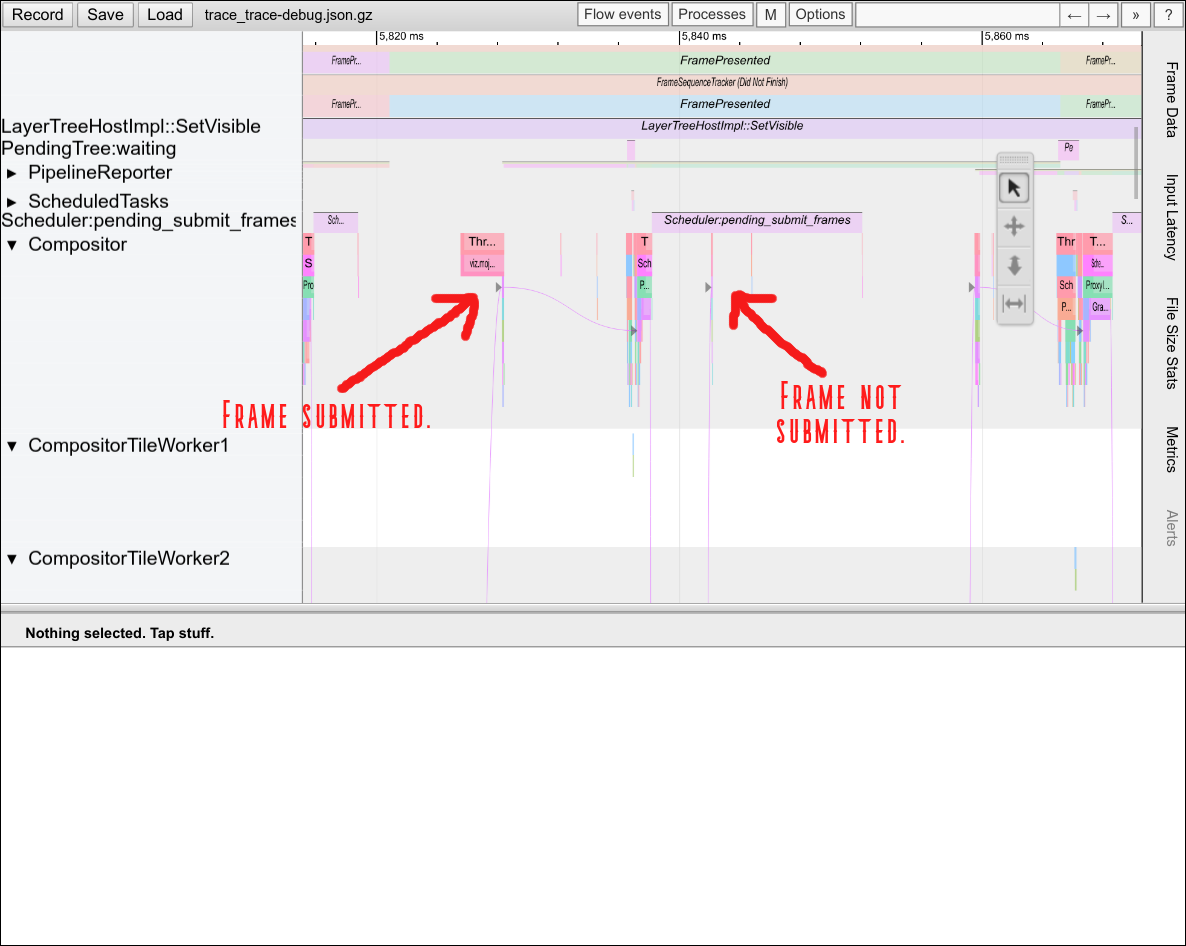 Record Save Load trace_trace-debug.json.gz Flow events Processes M Options ← → » ?
5,820 ms 5,840 ms 5,860 ms
FramePr... FramePresented FramePr...
FrameSequenceTracker (Did Not Finish)
FramePr... FramePresented FramePr...
LayerTreeHostImpl::SetVisible LayerTreeHostImpl::SetVisible
PendingTree:waiting Pe
PipelineReporter
ScheduledTasks
Scheduler:pending_submit_frames Sch... Scheduler:pending_submit_frames S...
Compositor T Thr... T Thr T...
S viz.moj... Sch Sche..
Pro P... Sch ProxyI...
P... Gra...
Frame submitted.
Frame not
submitted.
CompositorTileWorker1
CompositorTileWorker2
Frame Data
Input Latency
File Size Stats
Metrics
Alerts
Nothing selected. Tap stuff.